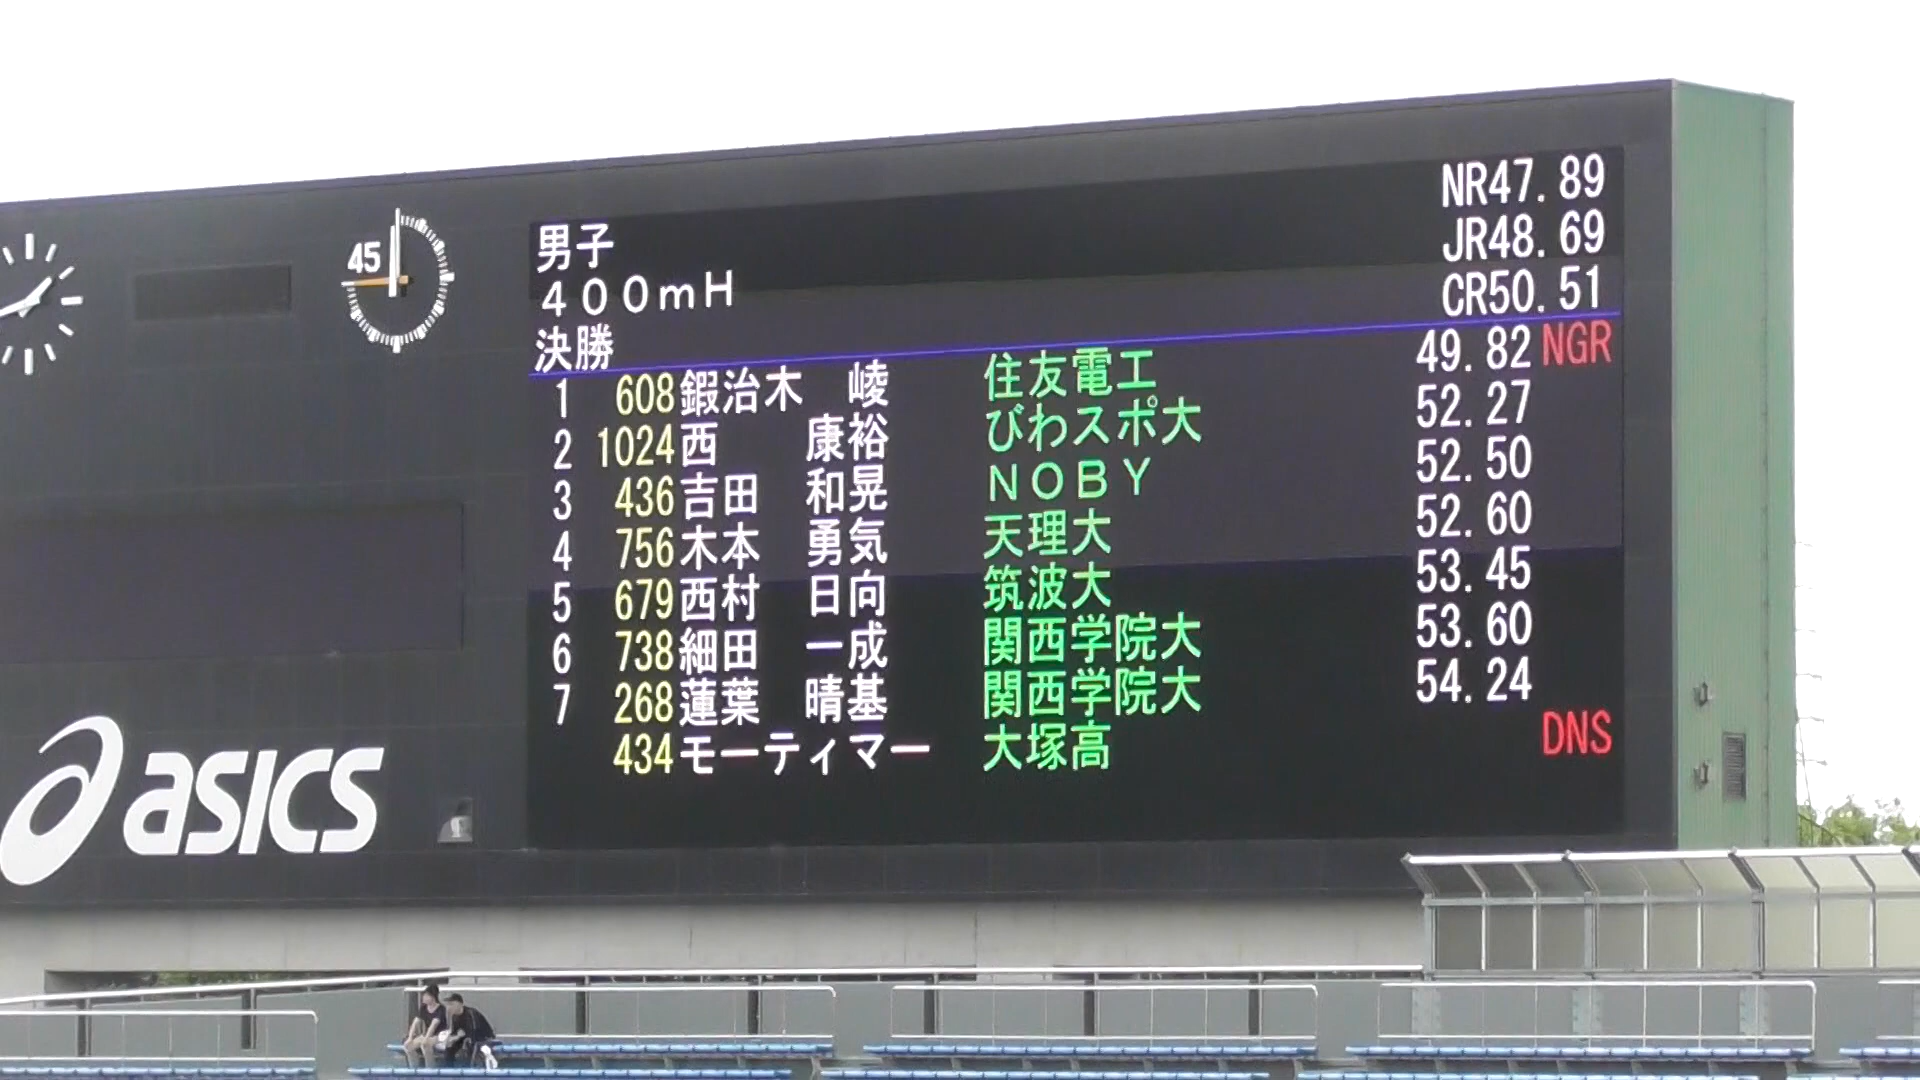 45
NR47.89
男子 JR48.69
400mH CR50.51
決勝
1 608 鍜治木 崚 住友電工 49.82 NGR
2 1024 西 康裕 びわスポ大 52.27
3 436 吉田 和晃 NOBY 52.50
4 756 木本 勇気 天理大 52.60
5 679 西村 日向 筑波大 53.45
6 738 細田 一成 関西学院大 53.60
7 268 蓮葉 晴基 関西学院大 54.24
434 モーティマー 大塚高 DNS
asics